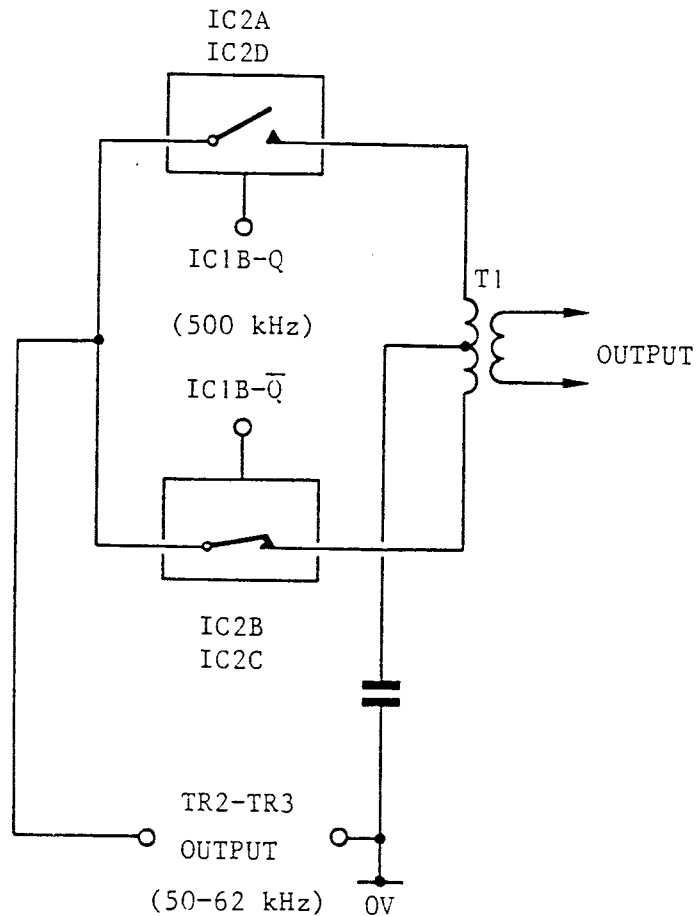 IC2A
IC2D
IC1B-Q
(500 kHz)
T1
OUTPUT
IC1B-Q̅
IC2B
IC2C
TR2-TR3
OUTPUT
(50-62 kHz)
0V